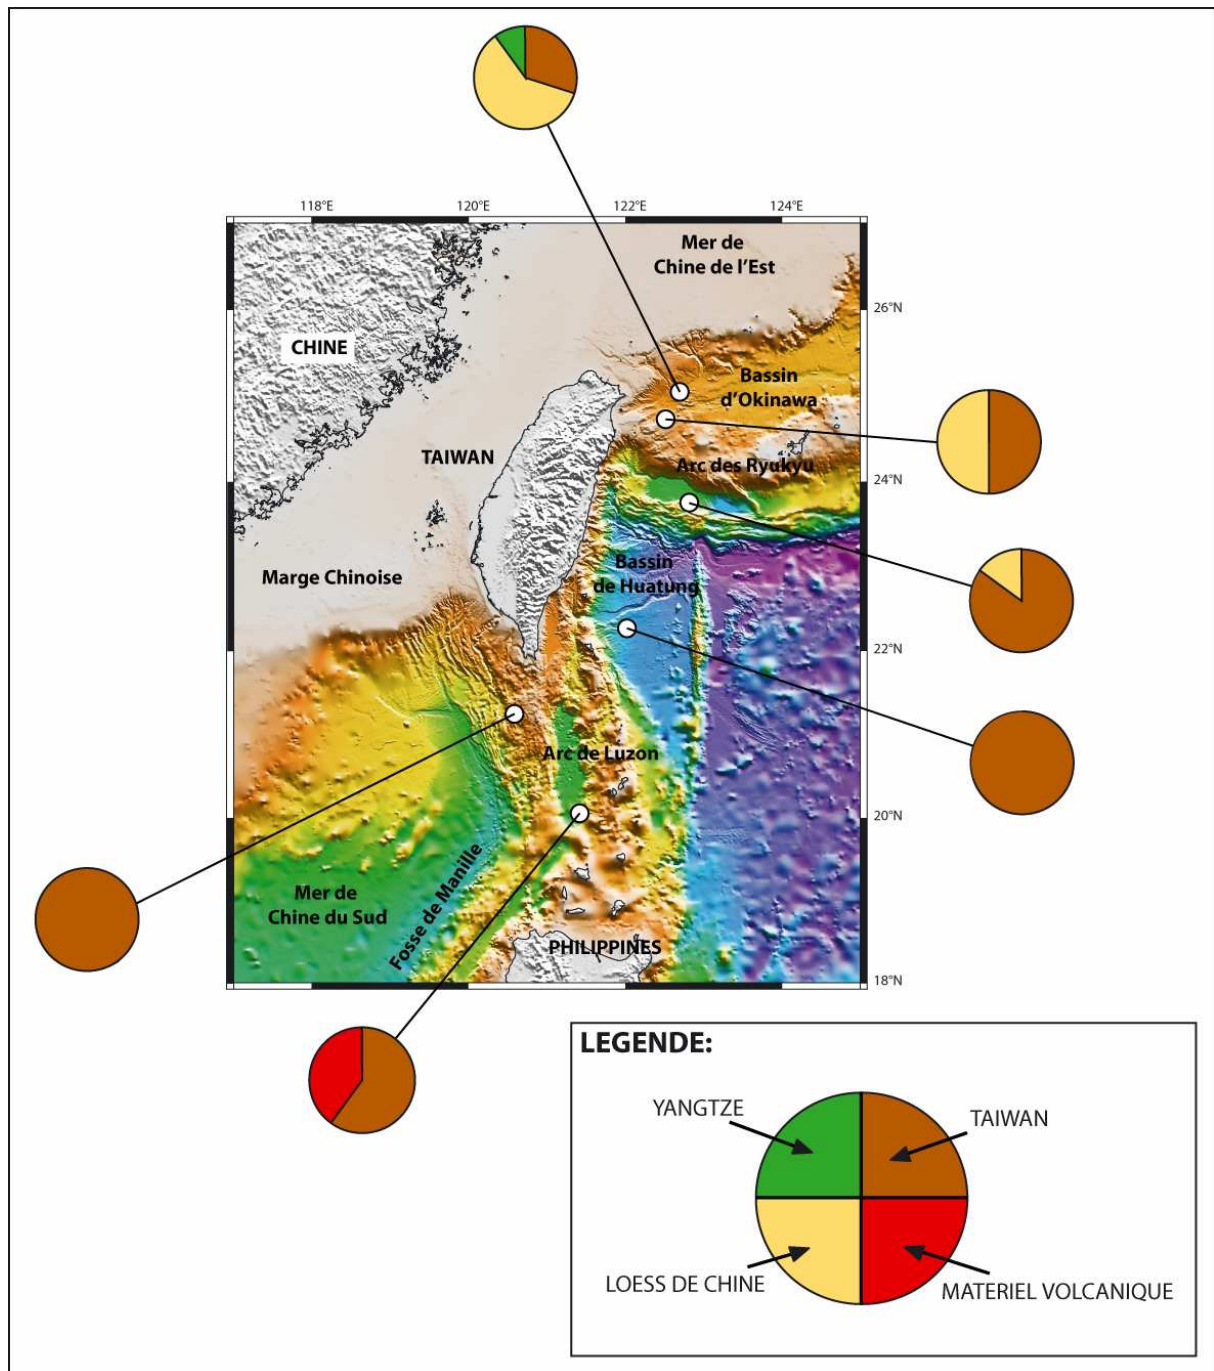 118°E
120°E
122°E
124°E
Mer de
Chine de l'Est
26°N
CHINE
Bassin
d'Okinawa
TAIWAN
Arc des Ryukyu
24°N
Bassin
de Huatung
Marge Chinoise
22°N
Arc de Luzon
20°N
Mer de
Chine du Sud
Fosse de Manille
PHILIPPINES
18°N
LEGENDE:
YANGTZE
TAIWAN
LOESS DE CHINE
MATERIEL VOLCANIQUE